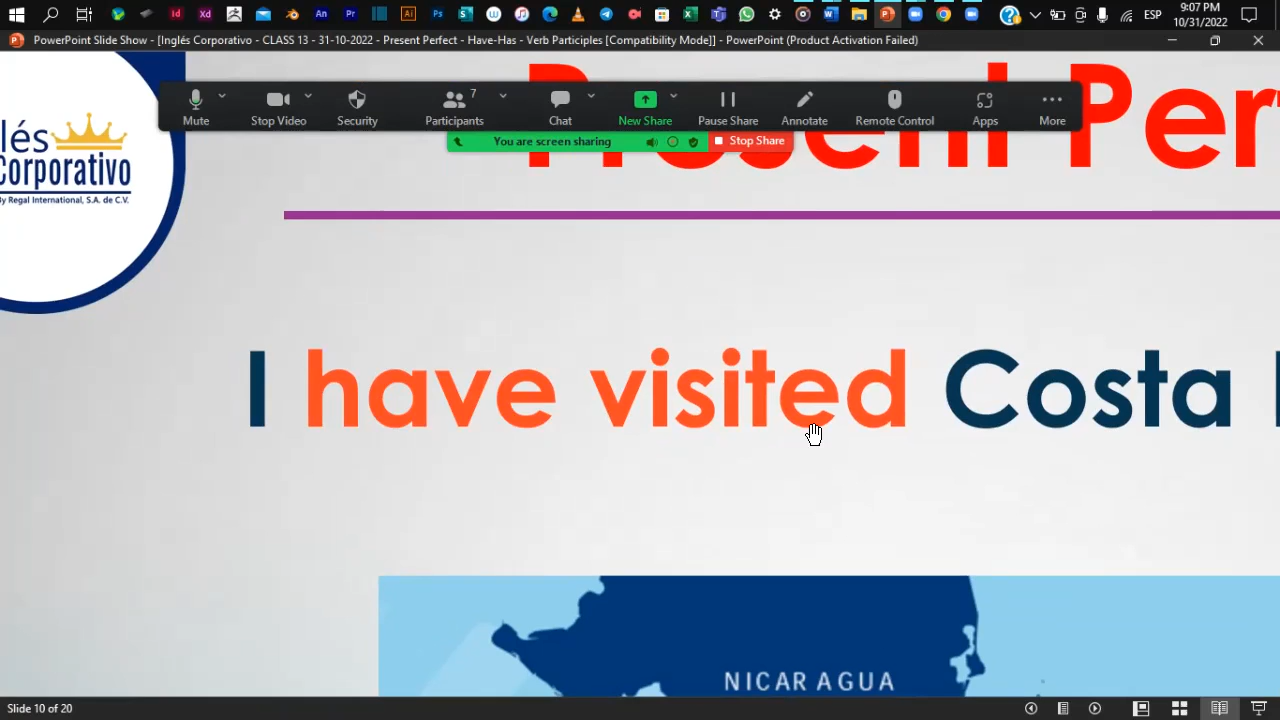 ESP
9:07 PM
10/31/2022
PowerPoint Slide Show - [Inglés Corporativo - CLASS 13 - 31-10-2022 - Present Perfect - Have-Has - Verb Participles [Compatibility Mode]] - PowerPoint (Product Activation Failed)
7
Mute
Stop Video
Security
Participants
Chat
New Share
Pause Share
Annotate
Remote Control
Apps
More
You are screen sharing
Stop Share
Present Per
lés
Corporativo
By Regal International, S.A. de C.V.
I have visited Costa
NICARAGUA
Slide 10 of 20